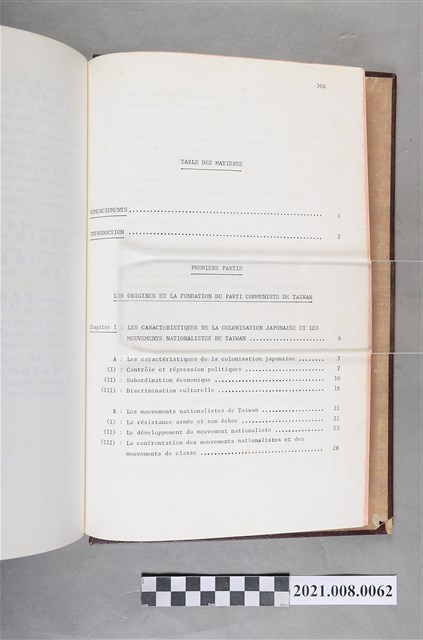 306
TABLE DES MATIERES
REMERCIEMENTS 1
INTRODUCTION 2
PREMIERE PARTIE
LES ORIGINES ET LA FONDATION DU PARTI COMMUNISTE DE TAIWAN
Chapitre I : LES CARACTERISTIQUES DE LA COLONISATION JAPONAISE ET LES
MOUVEMENTS NATIONALISTES DE TAIWAN 6
A : Les caractéristiques de la colonisation japonaise 7
(I) : Contrôle et répression politiques 7
(II) : Subordination économique 10
(III) : Discrimination culturelle 15
B : Les mouvements nationalistes de Taiwan 21
(I) : La résistance armée et son échec 21
(II) : Le développement du mouvement nationaliste 23
(III) : La confrontation des mouvements nationalistes et des
mouvements de classe 28
2021.008.0062